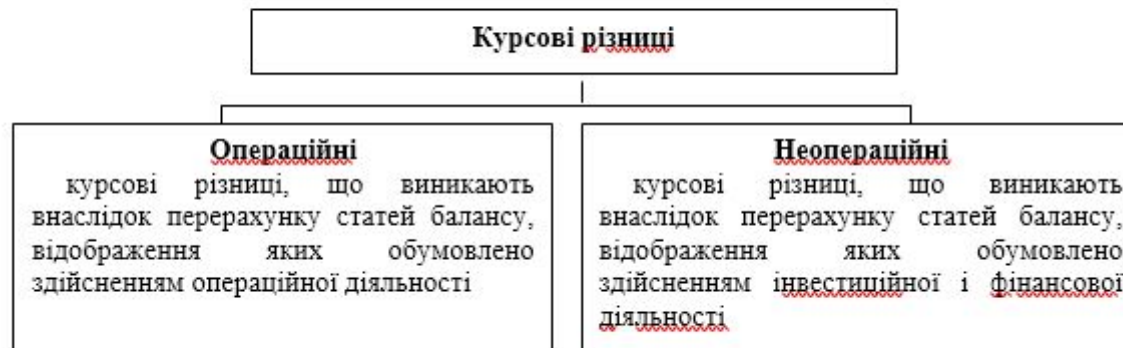 Курсові різниці
Операційні
курсові різниці, що виникають
внаслідок перерахунку статей балансу,
відображення яких обумовлено
здійсненням операційної діяльності
Неопераційні
курсові різниці, що виникають
внаслідок перерахунку статей балансу,
відображення яких обумовлено
здійсненням інвестиційної і фінансової
діяльності